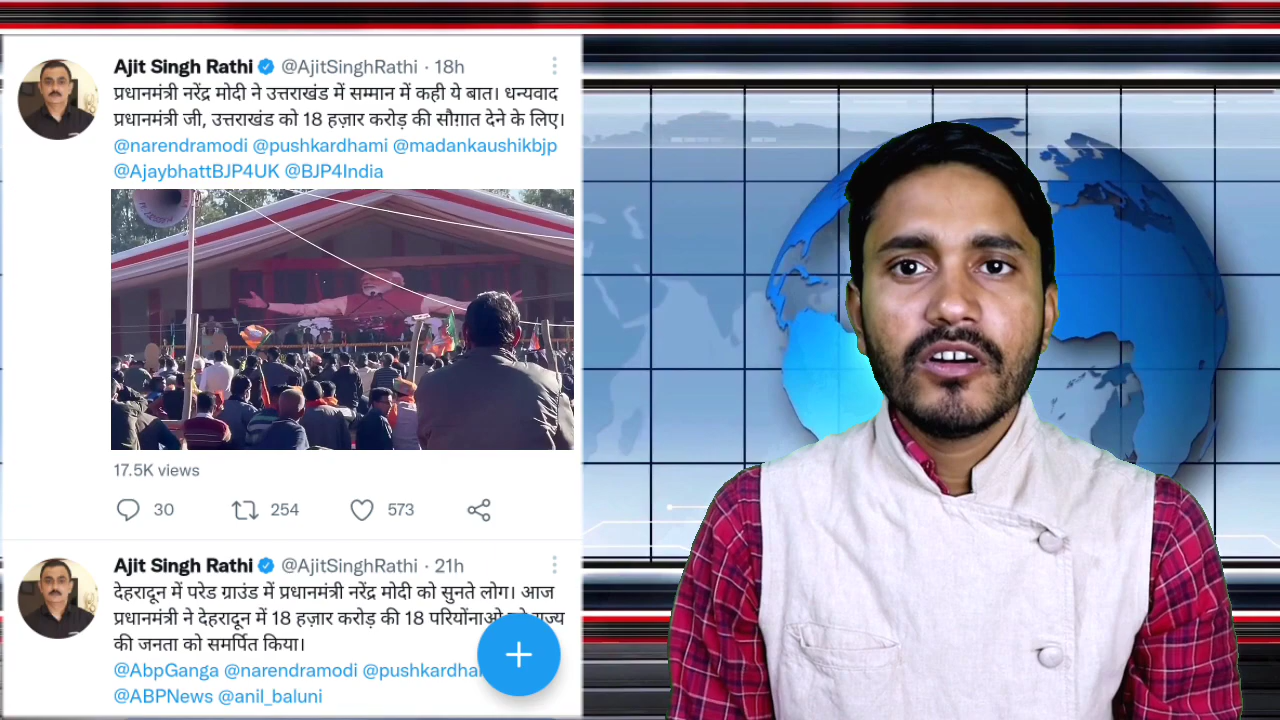 Ajit Singh Rathi @AjitSinghRathi · 18h
प्रधानमंत्री नरेंद्र मोदी ने उत्तराखंड में सम्मान में कही ये बात। धन्यवाद
प्रधानमंत्री जी, उत्तराखंड को 18 हज़ार करोड़ की सौग़ात देने के लिए।
@narendramodi @pushkardhami @madankaushikbjp
@AjaybhattBJP4UK @BJP4India
17.5K views
30 254 573
Ajit Singh Rathi @AjitSinghRathi · 21h
देहरादून में परेड ग्राउंड में प्रधानमंत्री नरेंद्र मोदी को सुनते लोग। आज
प्रधानमंत्री ने देहरादून में 18 हज़ार करोड़ की 18 परियोंनाओ
की जनता को समर्पित किया।
@AbpGanga @narendramodi
@ABPNews @anil_baluni